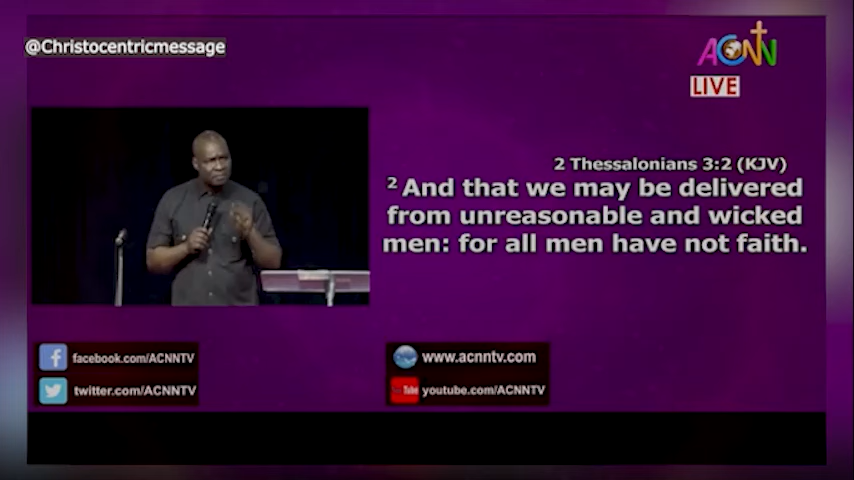 @Christocentricmessage
ACNN
LIVE
2 Thessalonians 3:2 (KJV)
2 And that we may be delivered
from unreasonable and wicked
men: for all men have not faith.
facebook.com/ACNNTV
twitter.com/ACNNTV
www.acnntv.com
YouTube youtube.com/ACNNTV